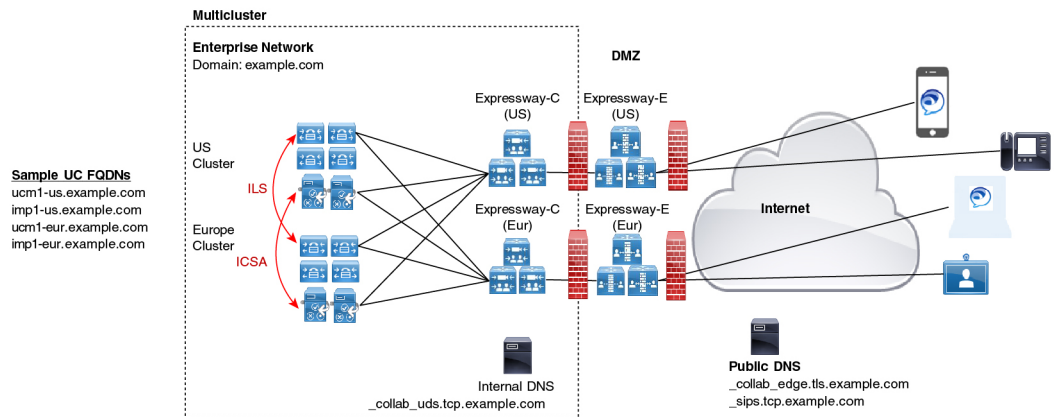 Multicluster
Enterprise Network
Domain: example.com
DMZ
Expressway-C
(US)
Expressway-E
(US)
US
Cluster
Sample UC FQDNs
ucm1-us.example.com
imp1-us.example.com
ucm1-eur.example.com
imp1-eur.example.com
ILS
Europe
Cluster
ICSA
Expressway-C
(Eur)
Expressway-E
(Eur)
Internet
Internal DNS
_collab_uds.tcp.example.com
Public DNS
_collab_edge.tls.example.com
_sips.tcp.example.com